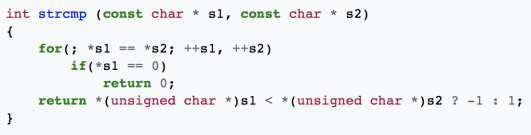 int strcmp (const char * s1, const char * s2)
{
    for(; *s1 == *s2; ++s1, ++s2)
        if(*s1 == 0)
            return 0;
    return *(unsigned char *)s1 < *(unsigned char *)s2 ? -1 : 1;
}